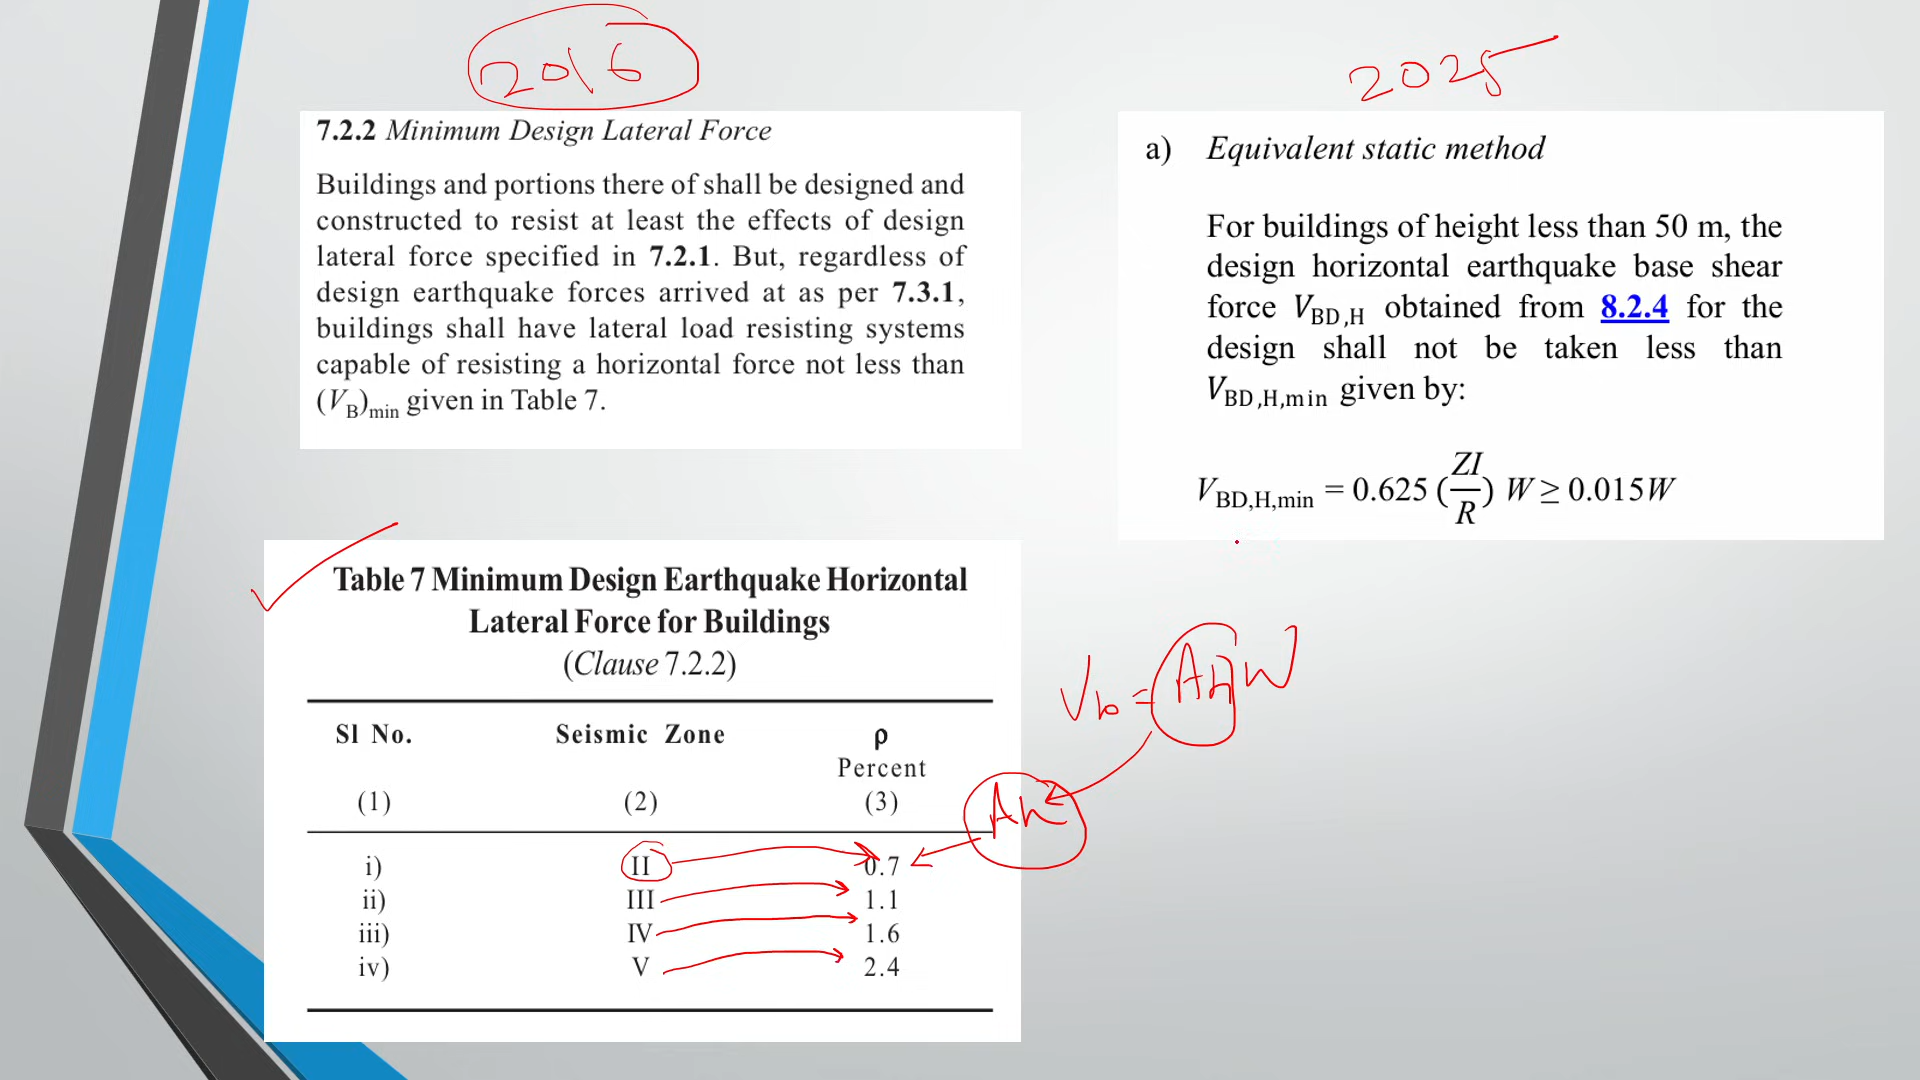 2016
7.2.2 Minimum Design Lateral Force
Buildings and portions there of shall be designed and
constructed to resist at least the effects of design
lateral force specified in 7.2.1. But, regardless of
design earthquake forces arrived at as per 7.3.1,
buildings shall have lateral load resisting systems
capable of resisting a horizontal force not less than
(V_B)_min given in Table 7.
Table 7 Minimum Design Earthquake Horizontal
Lateral Force for Buildings
(Clause 7.2.2)
Sl No. Seismic Zone ρ
Percent
(1) (2) (3)
i) II 0.7
ii) III 1.1
iii) IV 1.6
iv) V 2.4
Ah
2025
a) Equivalent static method
For buildings of height less than 50 m, the
design horizontal earthquake base shear
force V_BD,H obtained from 8.2.4 for the
design shall not be taken less than
V_BD,H,min given by:
V_BD,H,min = 0.625 (ZI/R) W ≥ 0.015W
Vb = Ah W